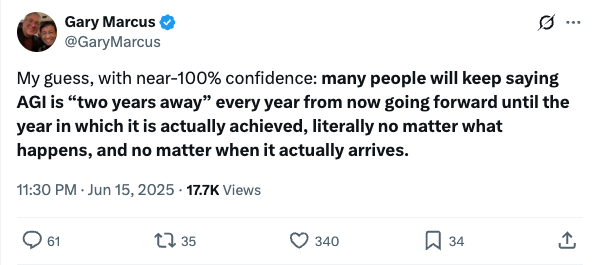 Gary Marcus
@GaryMarcus
My guess, with near-100% confidence: many people will keep saying
AGI is “two years away” every year from now going forward until the
year in which it is actually achieved, literally no matter what
happens, and no matter when it actually arrives.
11:30 PM · Jun 15, 2025 · 17.7K Views
61 35 340 34